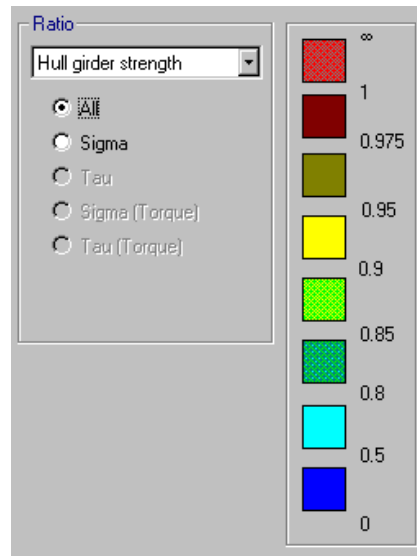 Ratio
Hull girder strength
All
Sigma
Tau
Sigma (Torque)
Tau (Torque)
∞
1
0.975
0.95
0.9
0.85
0.8
0.5
0